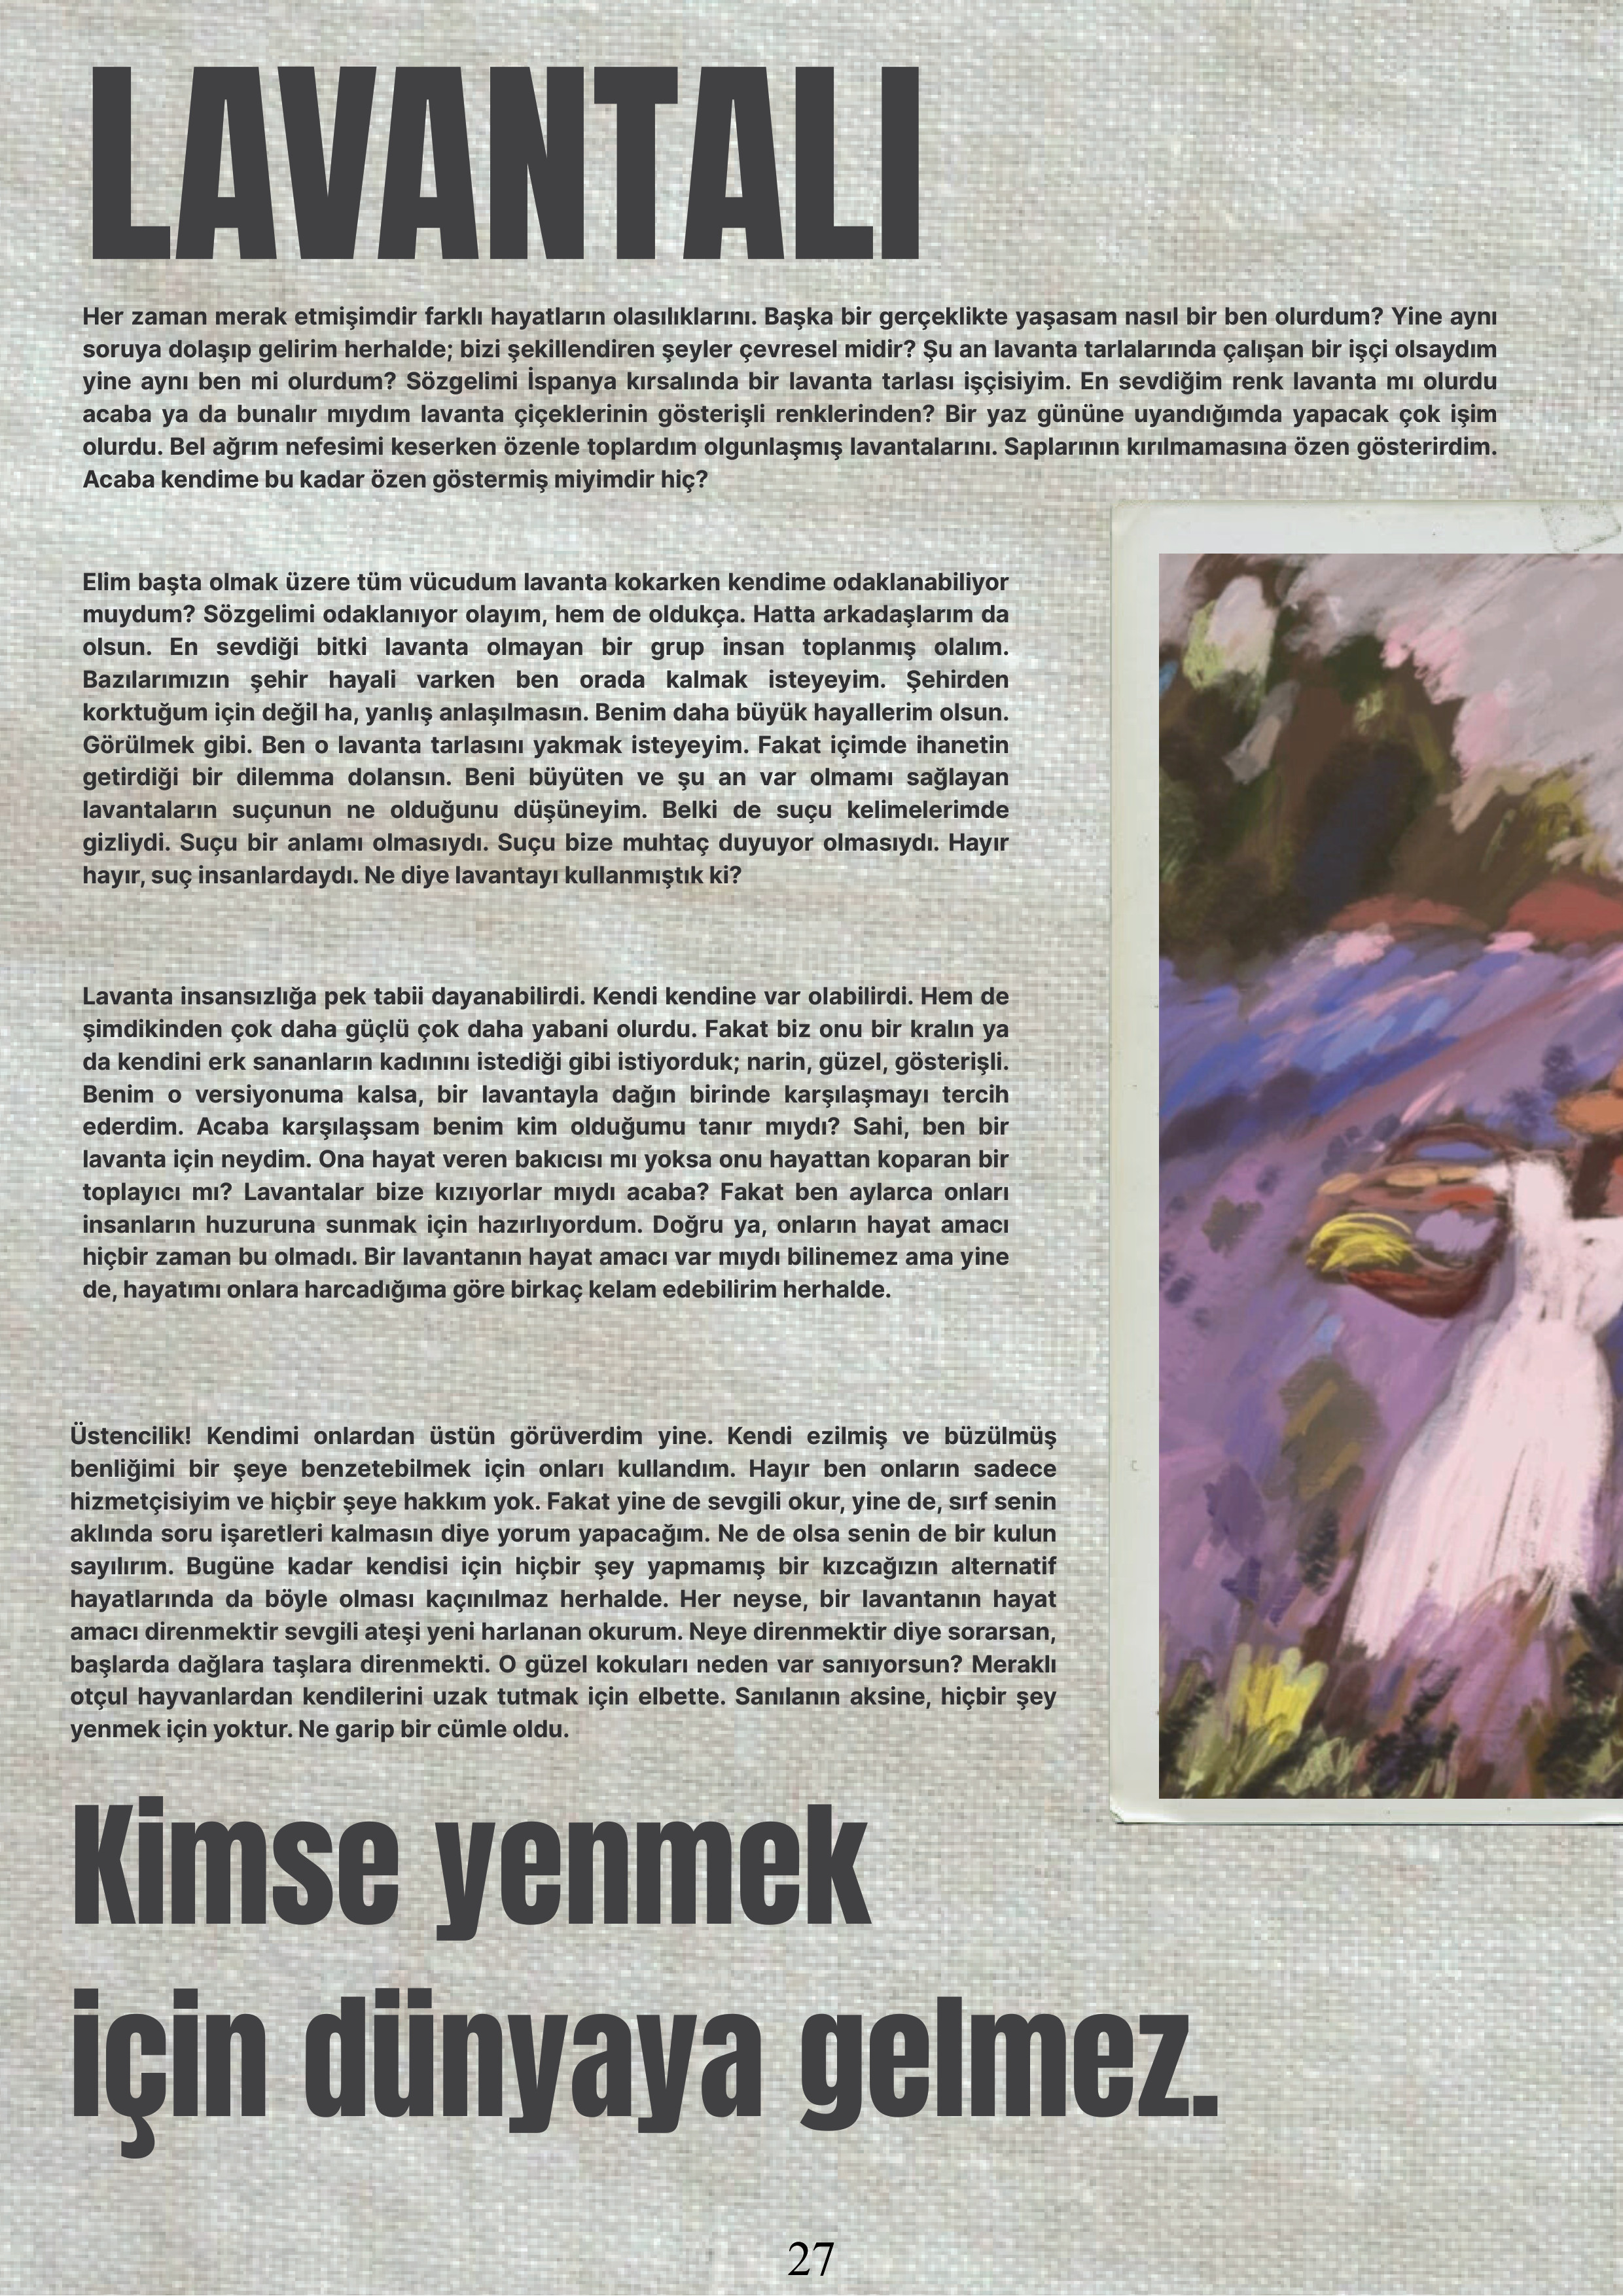 LAVANTALI
Her zaman merak etmişimdir farklı hayatların olasılıklarını. Başka bir gerçeklikte yaşasam nasıl bir ben olurdum? Yine aynı
soruya dolaşıp gelirim herhalde; bizi şekillendiren şeyler çevresel midir? Şu an lavanta tarlalarında çalışan bir işçi olsaydım
yine aynı ben mi olurdum? Sözgelimi İspanya kırsalında bir lavanta tarlası işçisiyim. En sevdiğim renk lavanta mı olurdu
acaba ya da bunalır mıydım lavanta çiçeklerinin gösterişli renklerinden? Bir yaz gününe uyandığımda yapacak çok işim
olurdu. Bel ağrım nefesimi keserken özenle toplardım olgunlaşmış lavantalarını. Saplarının kırılmamasına özen gösterirdim.
Acaba kendime bu kadar özen göstermiş miyimdir hiç?
Elim başta olmak üzere tüm vücudum lavanta kokarken kendime odaklanabiliyor
muydum? Sözgelimi odaklanıyor olayım, hem de oldukça. Hatta arkadaşlarım da
olsun. En sevdiği bitki lavanta olmayan bir grup insan toplanmış olalım.
Bazılarımızın şehir hayali varken ben orada kalmak isteyeyim. Şehirden
korktuğum için değil ha, yanlış anlaşılmasın. Benim daha büyük hayallerim olsun.
Görülmek gibi. Ben o lavanta tarlasını yakmak isteyeyim. Fakat içimde ihanetin
getirdiği bir dilemma dolansın. Beni büyüten ve şu an var olmamı sağlayan
lavantaların suçunun ne olduğunu düşüneyim. Belki de suçu kelimelerimde
gizliydi. Suçu bir anlamı olmasıydı. Suçu bize muhtaç duyuyor olmasıydı. Hayır
hayır, suç insanlardaydı. Ne diye lavantayı kullanmıştık ki?
Lavanta insansızlığa pek tabii dayanabilirdi. Kendi kendine var olabilirdi. Hem de
şimdikinden çok daha güçlü çok daha yabani olurdu. Fakat biz onu bir kralın ya
da kendini erk sananların kadınını istediği gibi istiyorduk; narin, güzel, gösterişli.
Benim o versiyonuma kalsa, bir lavantayla dağın birinde karşılaşmayı tercih
ederdim. Acaba karşılaşsam benim kim olduğumu tanır mıydı? Sahi, ben bir
lavanta için neydim. Ona hayat veren bakıcısı mı yoksa onu hayattan koparan bir
toplayıcı mı? Lavantalar bize kızıyorlar mıydı acaba? Fakat ben aylarca onları
insanların huzuruna sunmak için hazırlıyordum. Doğru ya, onların hayat amacı
hiçbir zaman bu olmadı. Bir lavantanın hayat amacı var mıydı bilinemez ama yine
de, hayatımı onlara harcadığıma göre birkaç kelam edebilirim herhalde.
Üstencilik! Kendimi onlardan üstün görüverdim yine. Kendi ezilmiş ve büzülmüş
benliğimi bir şeye benzetebilmek için onları kullandım. Hayır ben onların sadece
hizmetçisiyim ve hiçbir şeye hakkım yok. Fakat yine de sevgili okur, yine de, sırf senin
aklında soru işaretleri kalmasın diye yorum yapacağım. Ne de olsa senin de bir kulun
sayılırım. Bugüne kadar kendisi için hiçbir şey yapmamış bir kızcağızın alternatif
hayatlarında da böyle olması kaçınılmaz herhalde. Her neyse, bir lavantanın hayat
amacı direnmektir sevgili ateşi yeni harlanan okurum. Neye direnmektir diye sorarsan,
başlarda dağlara taşlara direnmekti. O güzel kokuları neden var sanıyorsun? Meraklı
otçul hayvanlardan kendilerini uzak tutmak için elbette. Sanılanın aksine, hiçbir şey
yenmek için yoktur. Ne garip bir cümle oldu.
Kimse yenmek
için dünyaya gelmez.
27